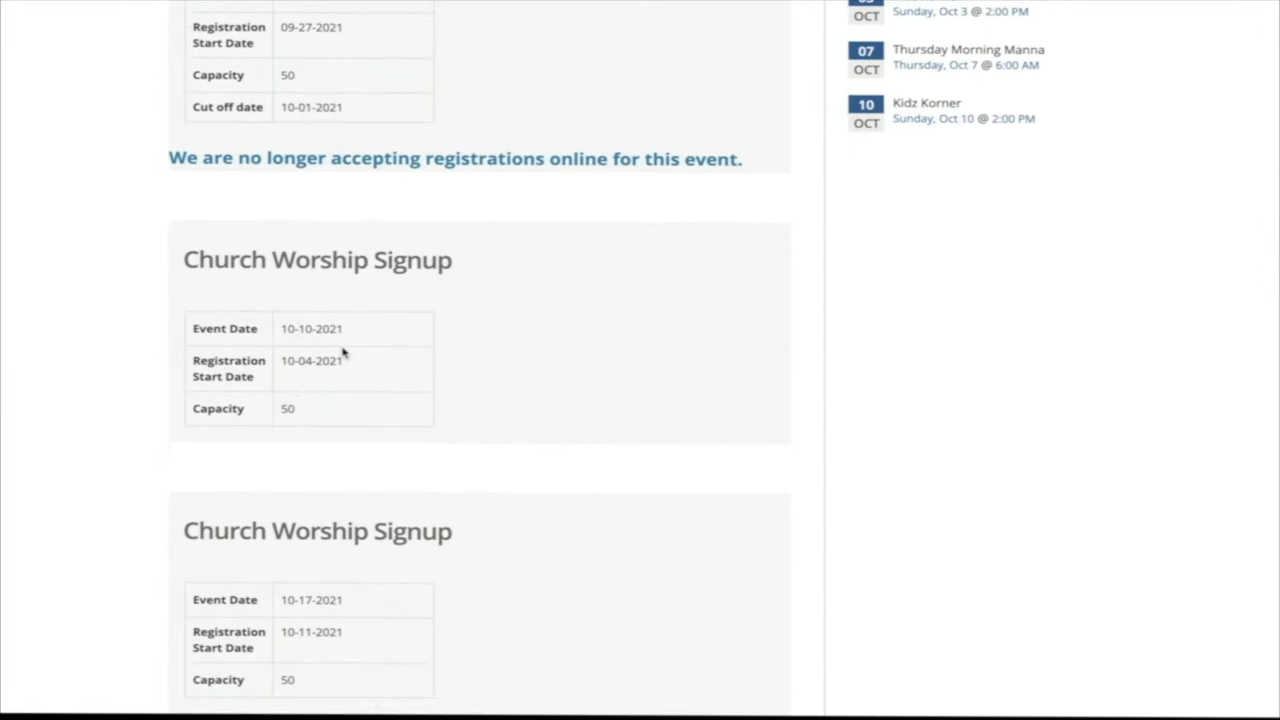 Registration 09-27-2021
Start Date
Capacity 50
Cut off date 10-01-2021
We are no longer accepting registrations online for this event.
Church Worship Signup
Event Date 10-10-2021
Registration 10-04-2021
Start Date
Capacity 50
Church Worship Signup
Event Date 10-17-2021
Registration 10-11-2021
Start Date
Capacity 50
OCT Sunday, Oct 3 @ 2:00 PM
07 Thursday Morning Manna
OCT Thursday, Oct 7 @ 6:00 AM
10 Kidz Korner
OCT Sunday, Oct 10 @ 2:00 PM